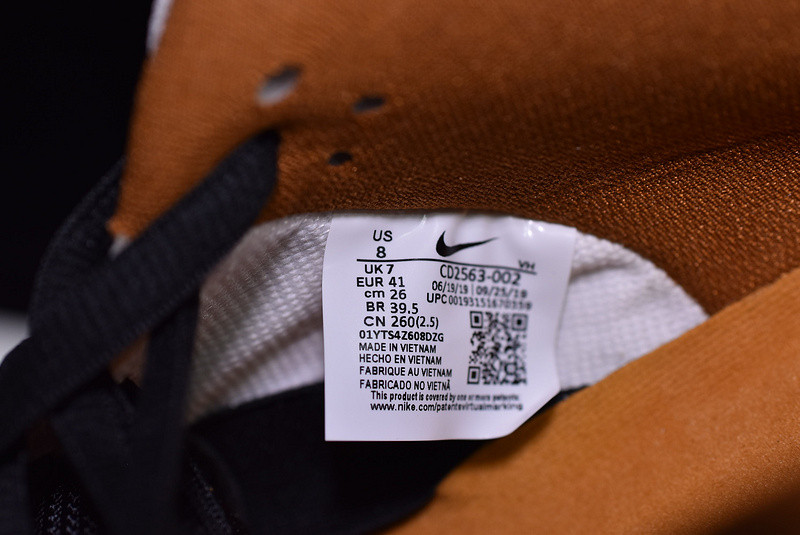 US
8
VH
UK 7
CD2563-002
EUR 41
06/19/19 | 09/25/19
cm 26
UPC
BR 39.5
CN 260(2.5)
01YTS4Z608DZG
MADE IN VIETNAM
HECHO EN VIETNAM
FABRIQUE AU VIETNAM
FABRICADO NO VIETNÃ
This product is covered by one or more patents
www.nike.com/patentsvirtualmarking